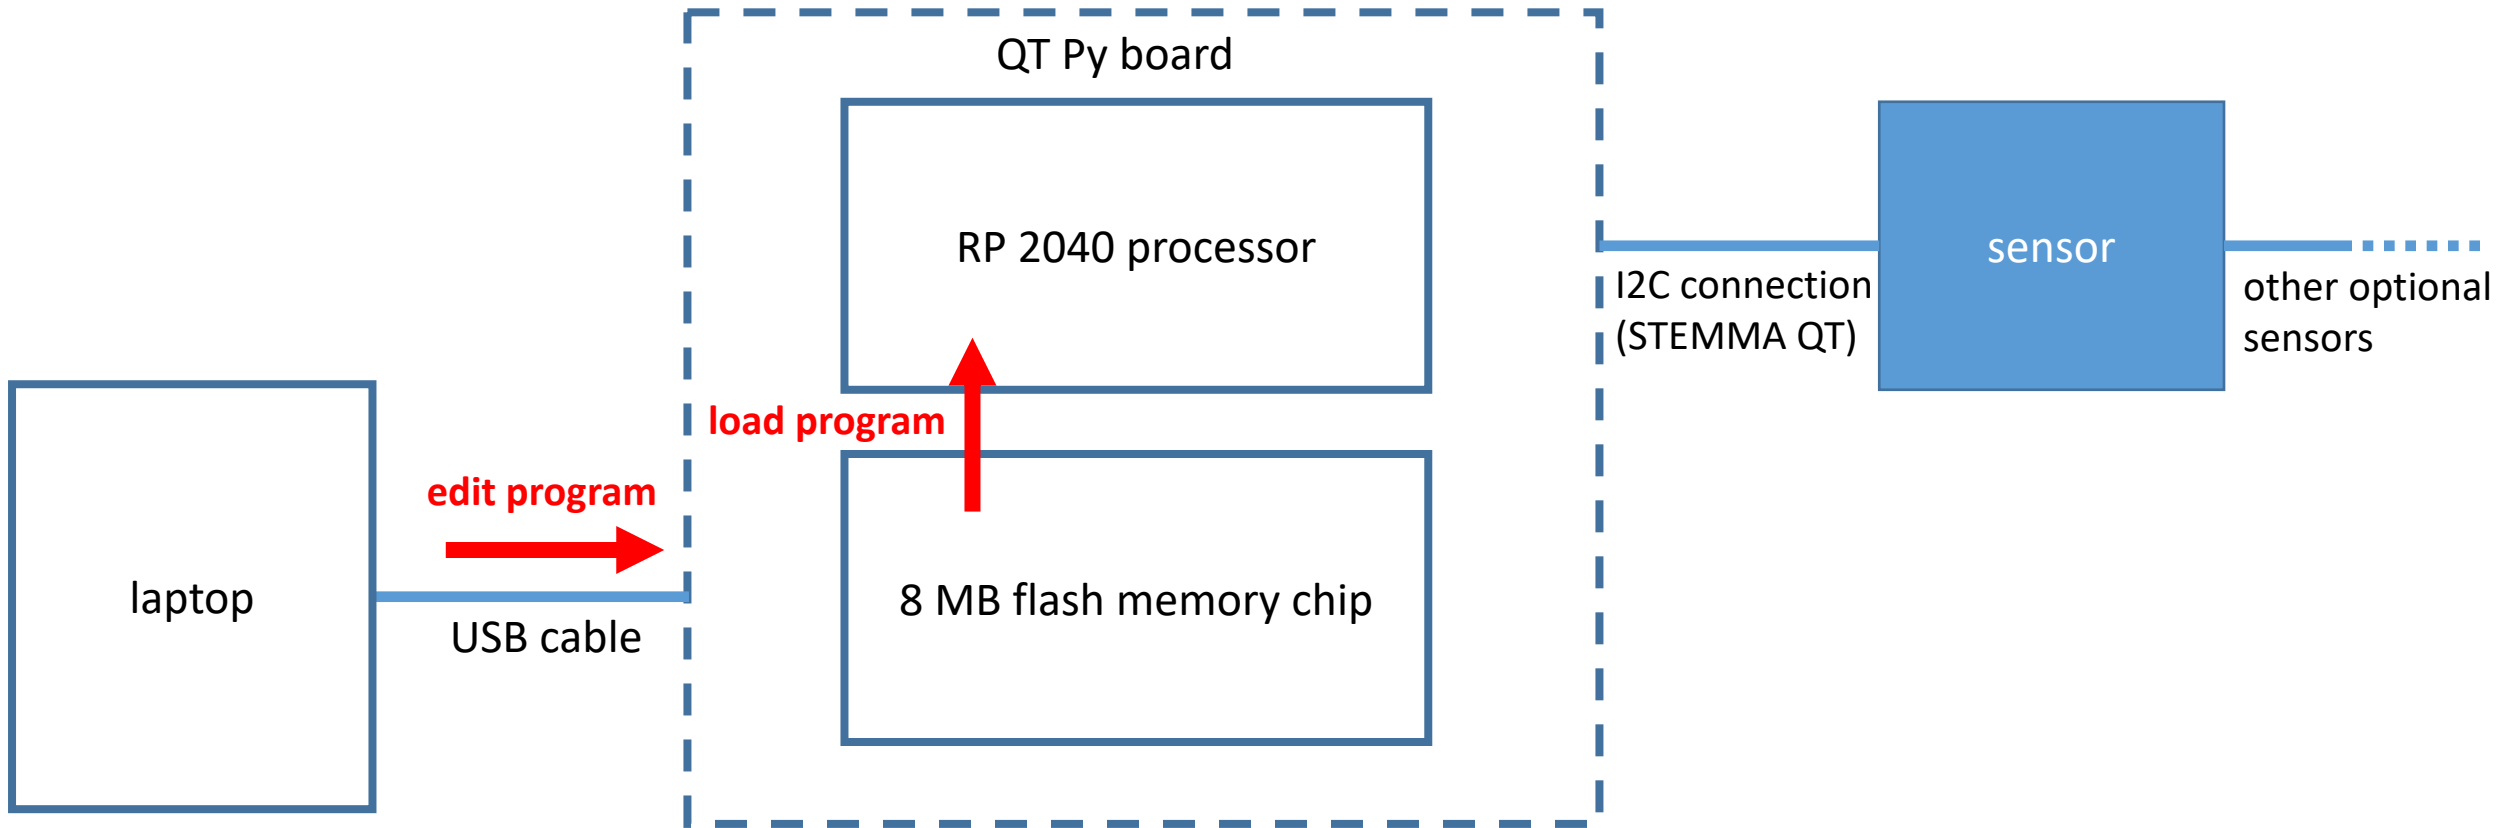 QT Py board
RP 2040 processor
sensor
I2C connection
(STEMMA QT)
other optional
sensors
load program
edit program
laptop
8 MB flash memory chip
USB cable